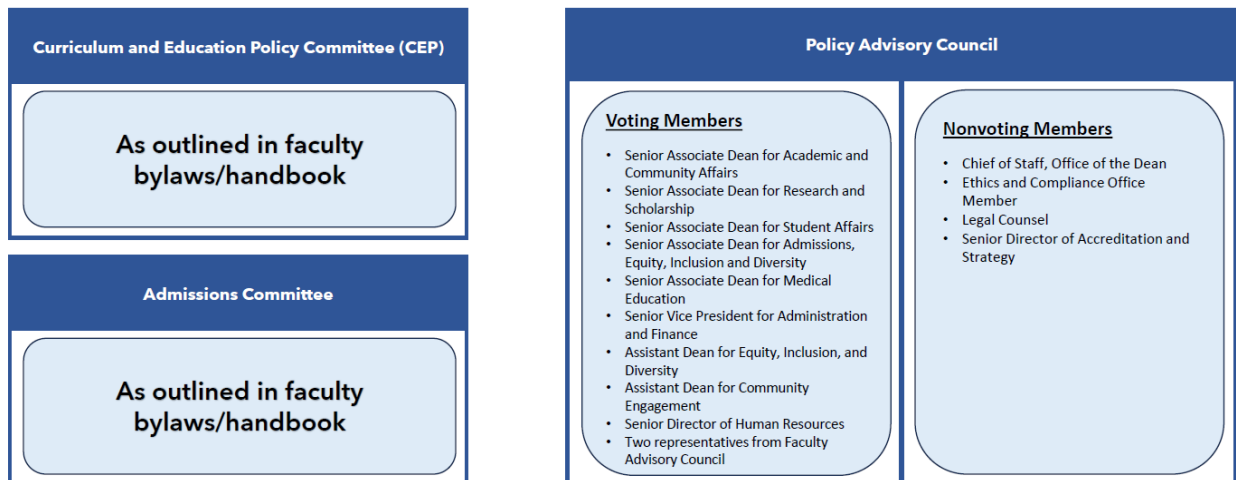 Curriculum and Education Policy Committee (CEP)
As outlined in faculty
bylaws/handbook
Admissions Committee
As outlined in faculty
bylaws/handbook
Policy Advisory Council
Voting Members
• Senior Associate Dean for Academic and
Community Affairs
• Senior Associate Dean for Research and
Scholarship
• Senior Associate Dean for Student Affairs
• Senior Associate Dean for Admissions,
Equity, Inclusion and Diversity
• Senior Associate Dean for Medical
Education
• Senior Vice President for Administration
and Finance
• Assistant Dean for Equity, Inclusion, and
Diversity
• Assistant Dean for Community
Engagement
• Senior Director of Human Resources
• Two representatives from Faculty
Advisory Council
Nonvoting Members
• Chief of Staff, Office of the Dean
• Ethics and Compliance Office
Member
• Legal Counsel
• Senior Director of Accreditation and
Strategy